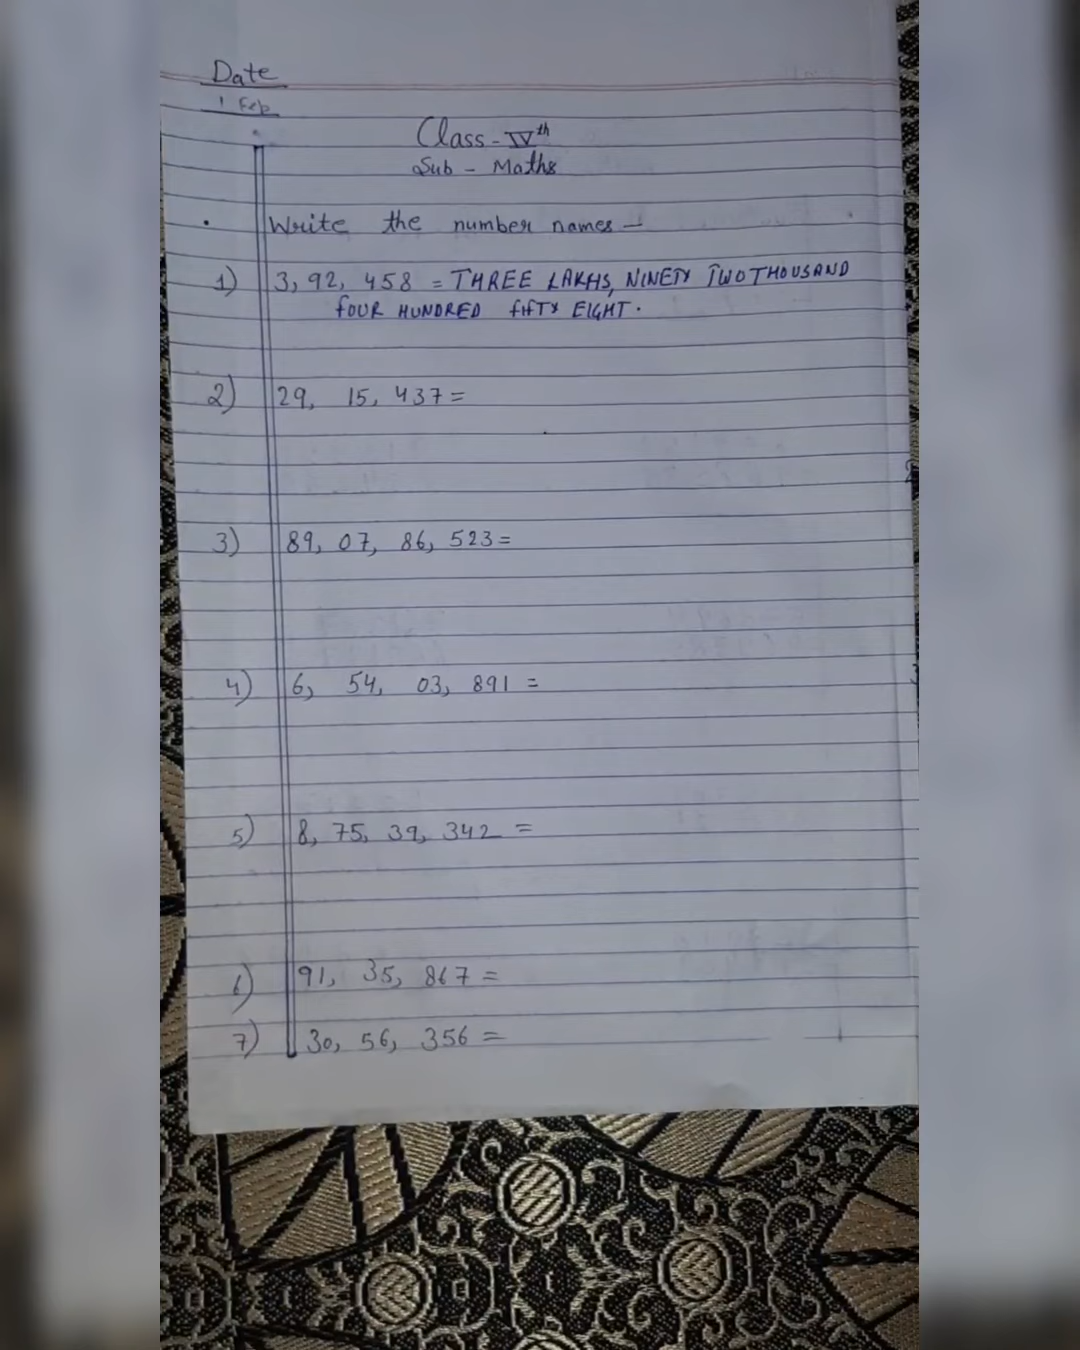 Date
1 Feb
Class - IVth
Sub - Maths
. Write the number names –
1) 3, 92, 458 = THREE LAKHS, NINETY TWO THOUSAND
FOUR HUNDRED FIFTY EIGHT.
2) 29, 15, 437 =
3) 89, 07, 86, 523 =
4) 6, 54, 03, 891 =
5) 8, 75, 39, 342 =
6) 91, 35, 867 =
7) 30, 56, 356 =